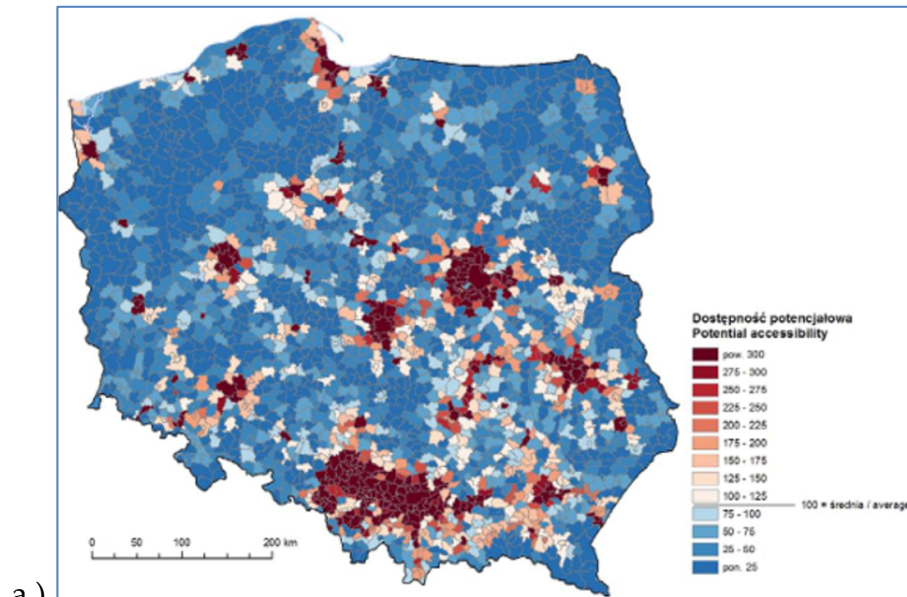 Dostępność potencjałowa
Potential accessibility
pow. 300
275 - 300
250 - 275
225 - 250
200 - 225
175 - 200
150 - 175
125 - 150
100 - 125
100 = średnia / average
75 - 100
50 - 75
25 - 50
pon. 25
0 50 100 200 km
a.)